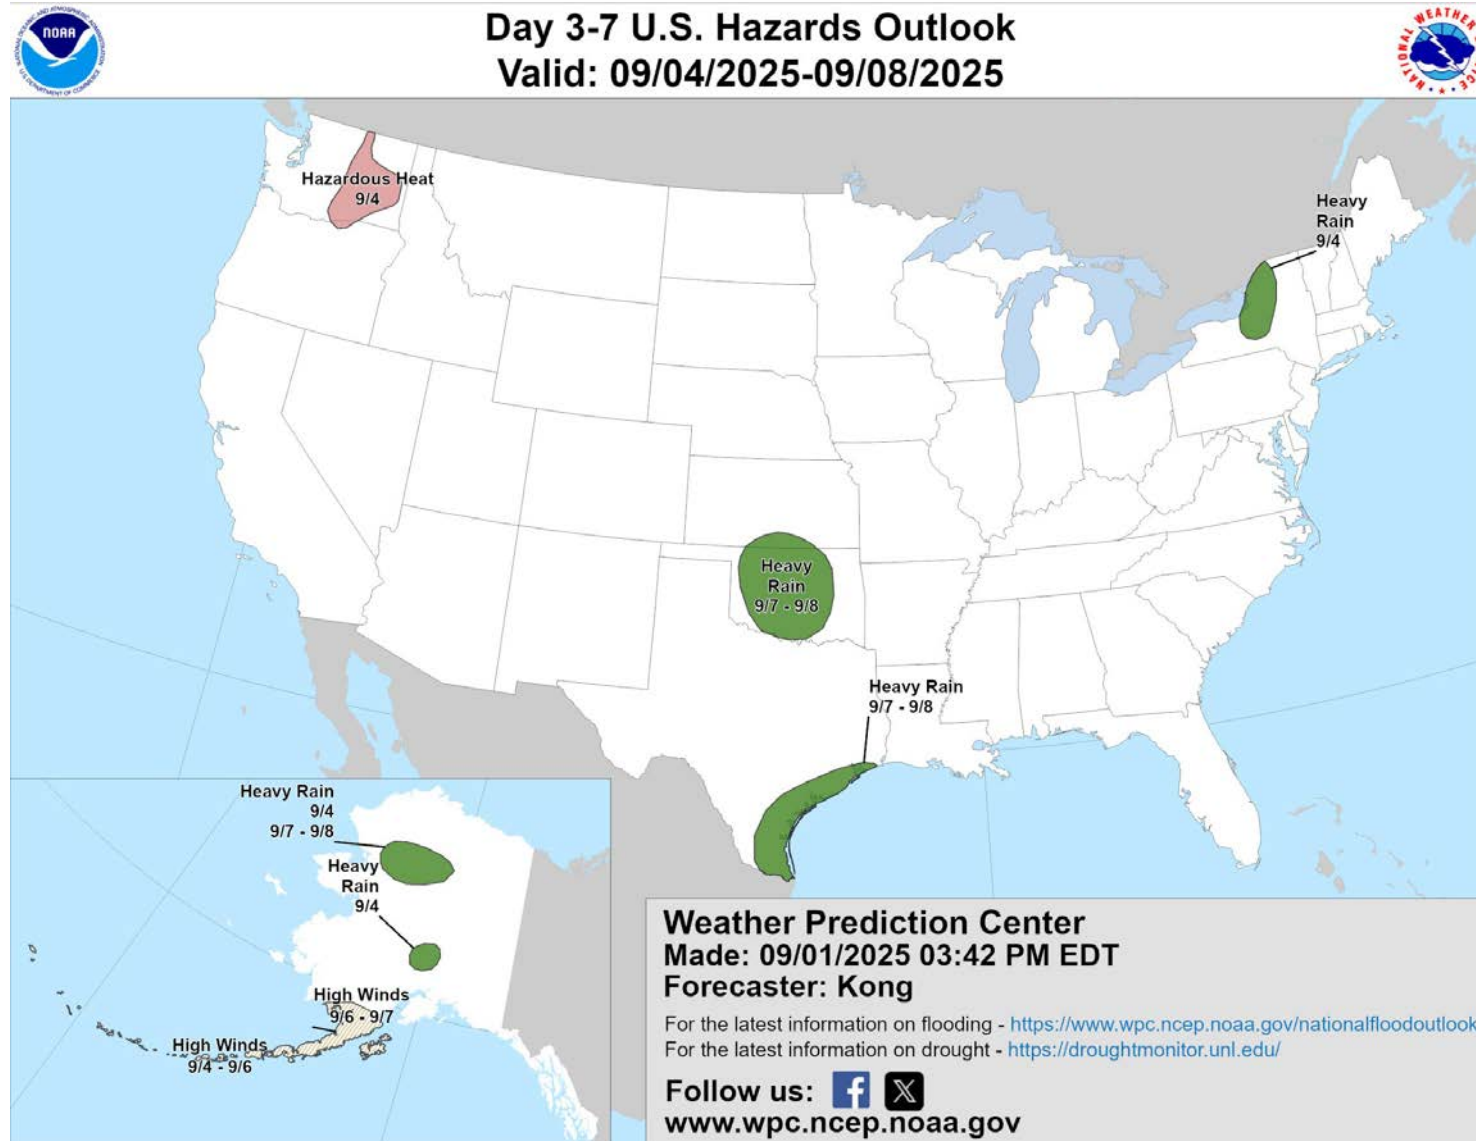 Day 3-7 U.S. Hazards Outlook
Valid: 09/04/2025-09/08/2025
NOAA
Hazardous Heat
9/4
Heavy
Rain
9/4
Heavy
Rain
9/7 - 9/8
Heavy Rain
9/7 - 9/8
Heavy Rain
9/4
9/7 - 9/8
Heavy
Rain
9/4
High Winds
9/6 - 9/7
High Winds
9/4 - 9/6
Weather Prediction Center
Made: 09/01/2025 03:42 PM EDT
Forecaster: Kong
For the latest information on flooding - https://www.wpc.ncep.noaa.gov/nationalfloodoutlook
For the latest information on drought - https://droughtmonitor.unl.edu/
Follow us:
www.wpc.ncep.noaa.gov